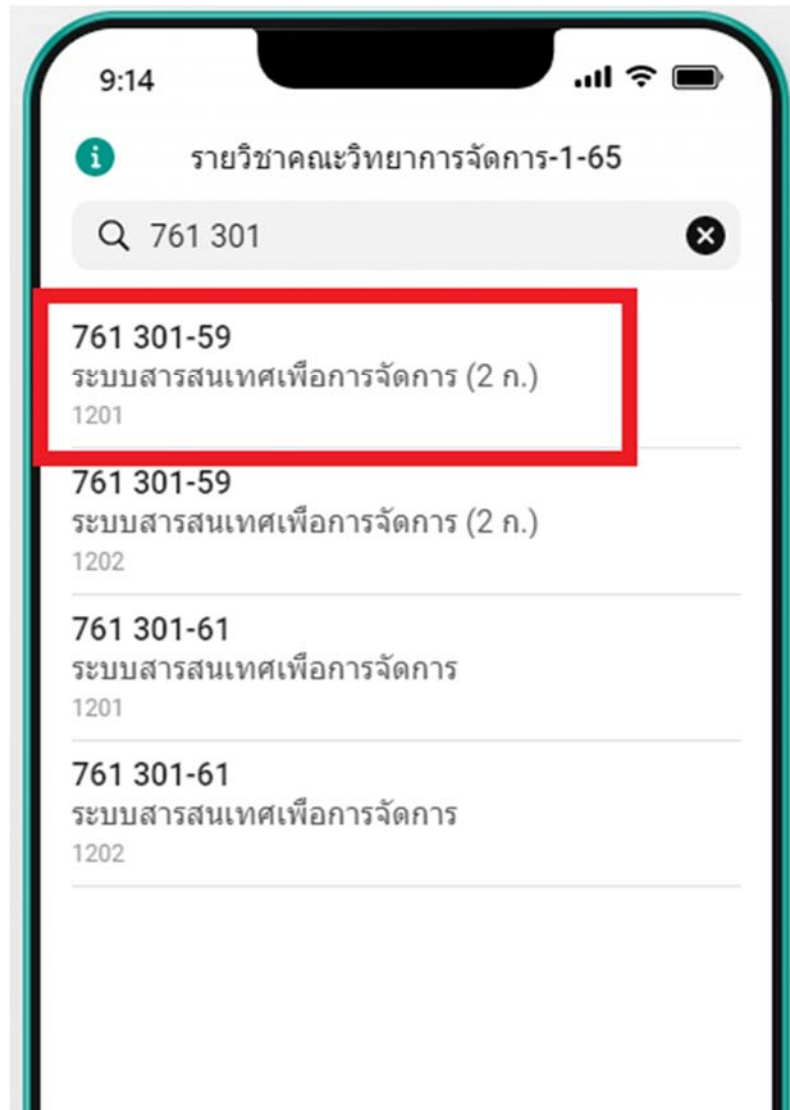 9:14
รายวิชาคณะวิทยาการจัดการ-1-65
761 301
761 301-59
ระบบสารสนเทศเพื่อการจัดการ (2 ก.)
1201
761 301-59
ระบบสารสนเทศเพื่อการจัดการ (2 ก.)
1202
761 301-61
ระบบสารสนเทศเพื่อการจัดการ
1201
761 301-61
ระบบสารสนเทศเพื่อการจัดการ
1202